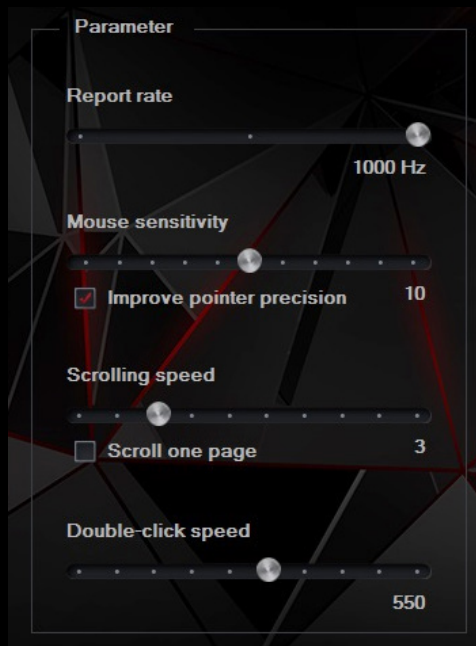 Parameter
Report rate
1000 Hz
Mouse sensitivity
Improve pointer precision 10
Scrolling speed
Scroll one page 3
Double-click speed
550